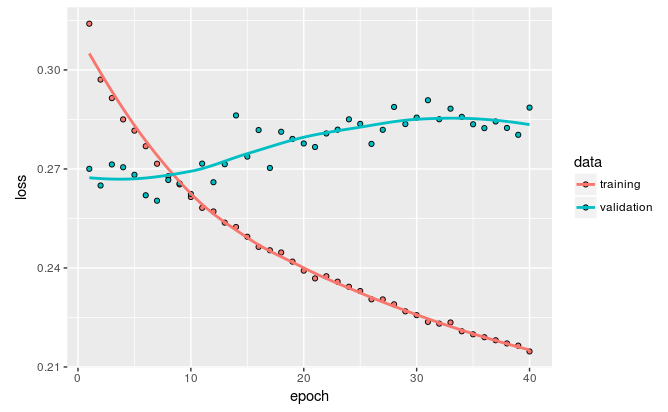 0.30
0.27
0.24
0.21
loss
0 10 20 30 40
epoch
data
training
validation